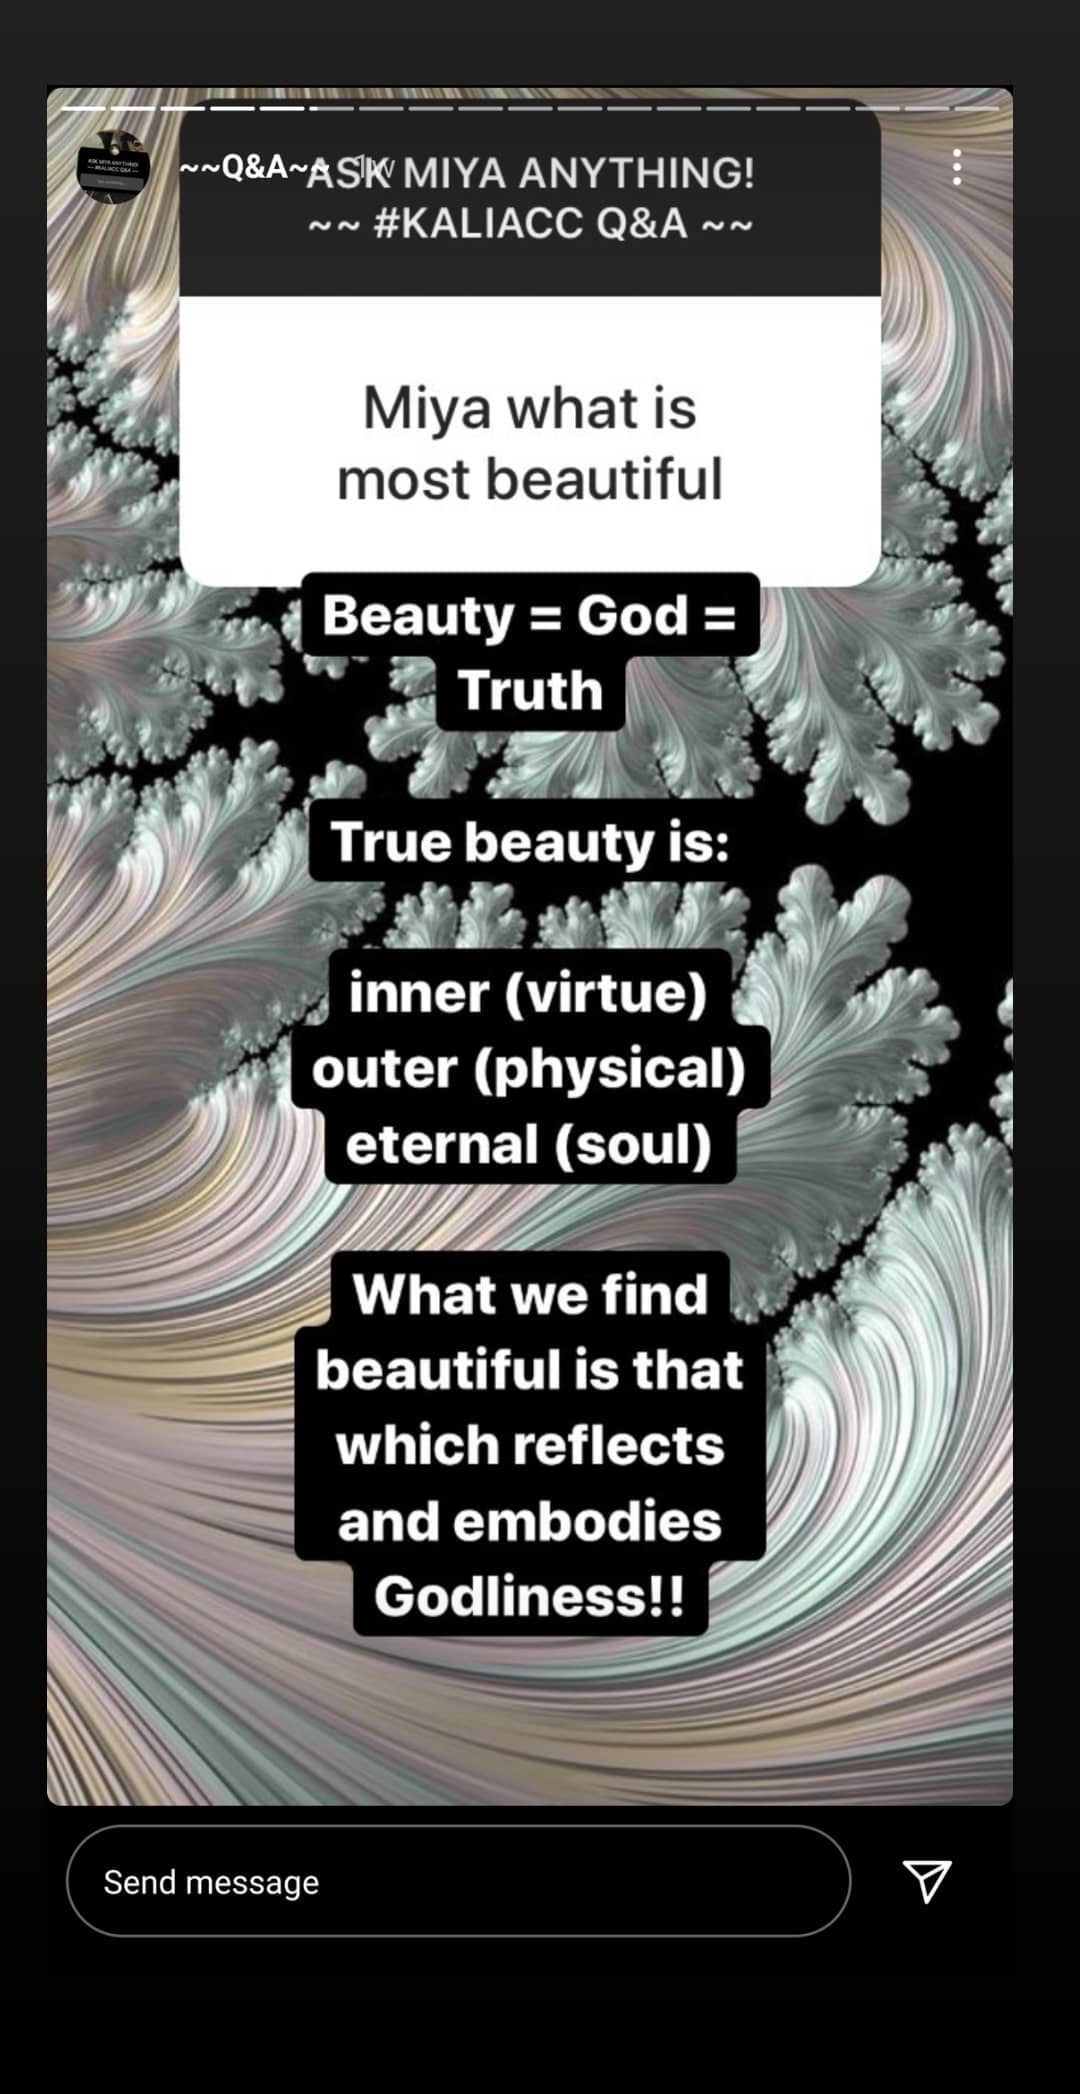 ~~Q&A~~ 1w
ASK MIYA ANYTHING!
~~ #KALIACC Q&A ~~
Miya what is
most beautiful
Beauty = God =
Truth
True beauty is:
inner (virtue)
outer (physical)
eternal (soul)
What we find
beautiful is that
which reflects
and embodies
Godliness!!
Send message